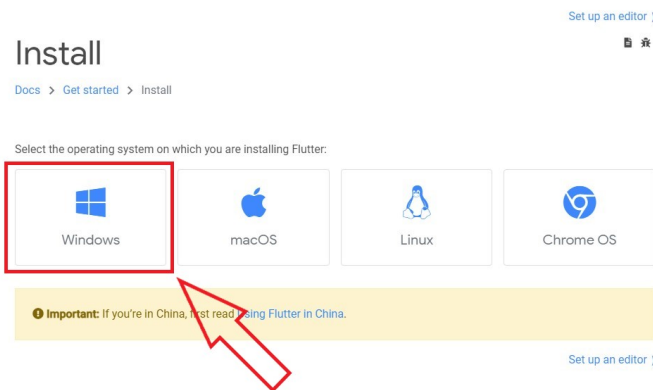 Set up an editor
Install
Docs > Get started > Install
Select the operating system on which you are installing Flutter:
Windows
macOS
Linux
Chrome OS
Important: If you're in China, first read Using Flutter in China.
Set up an editor